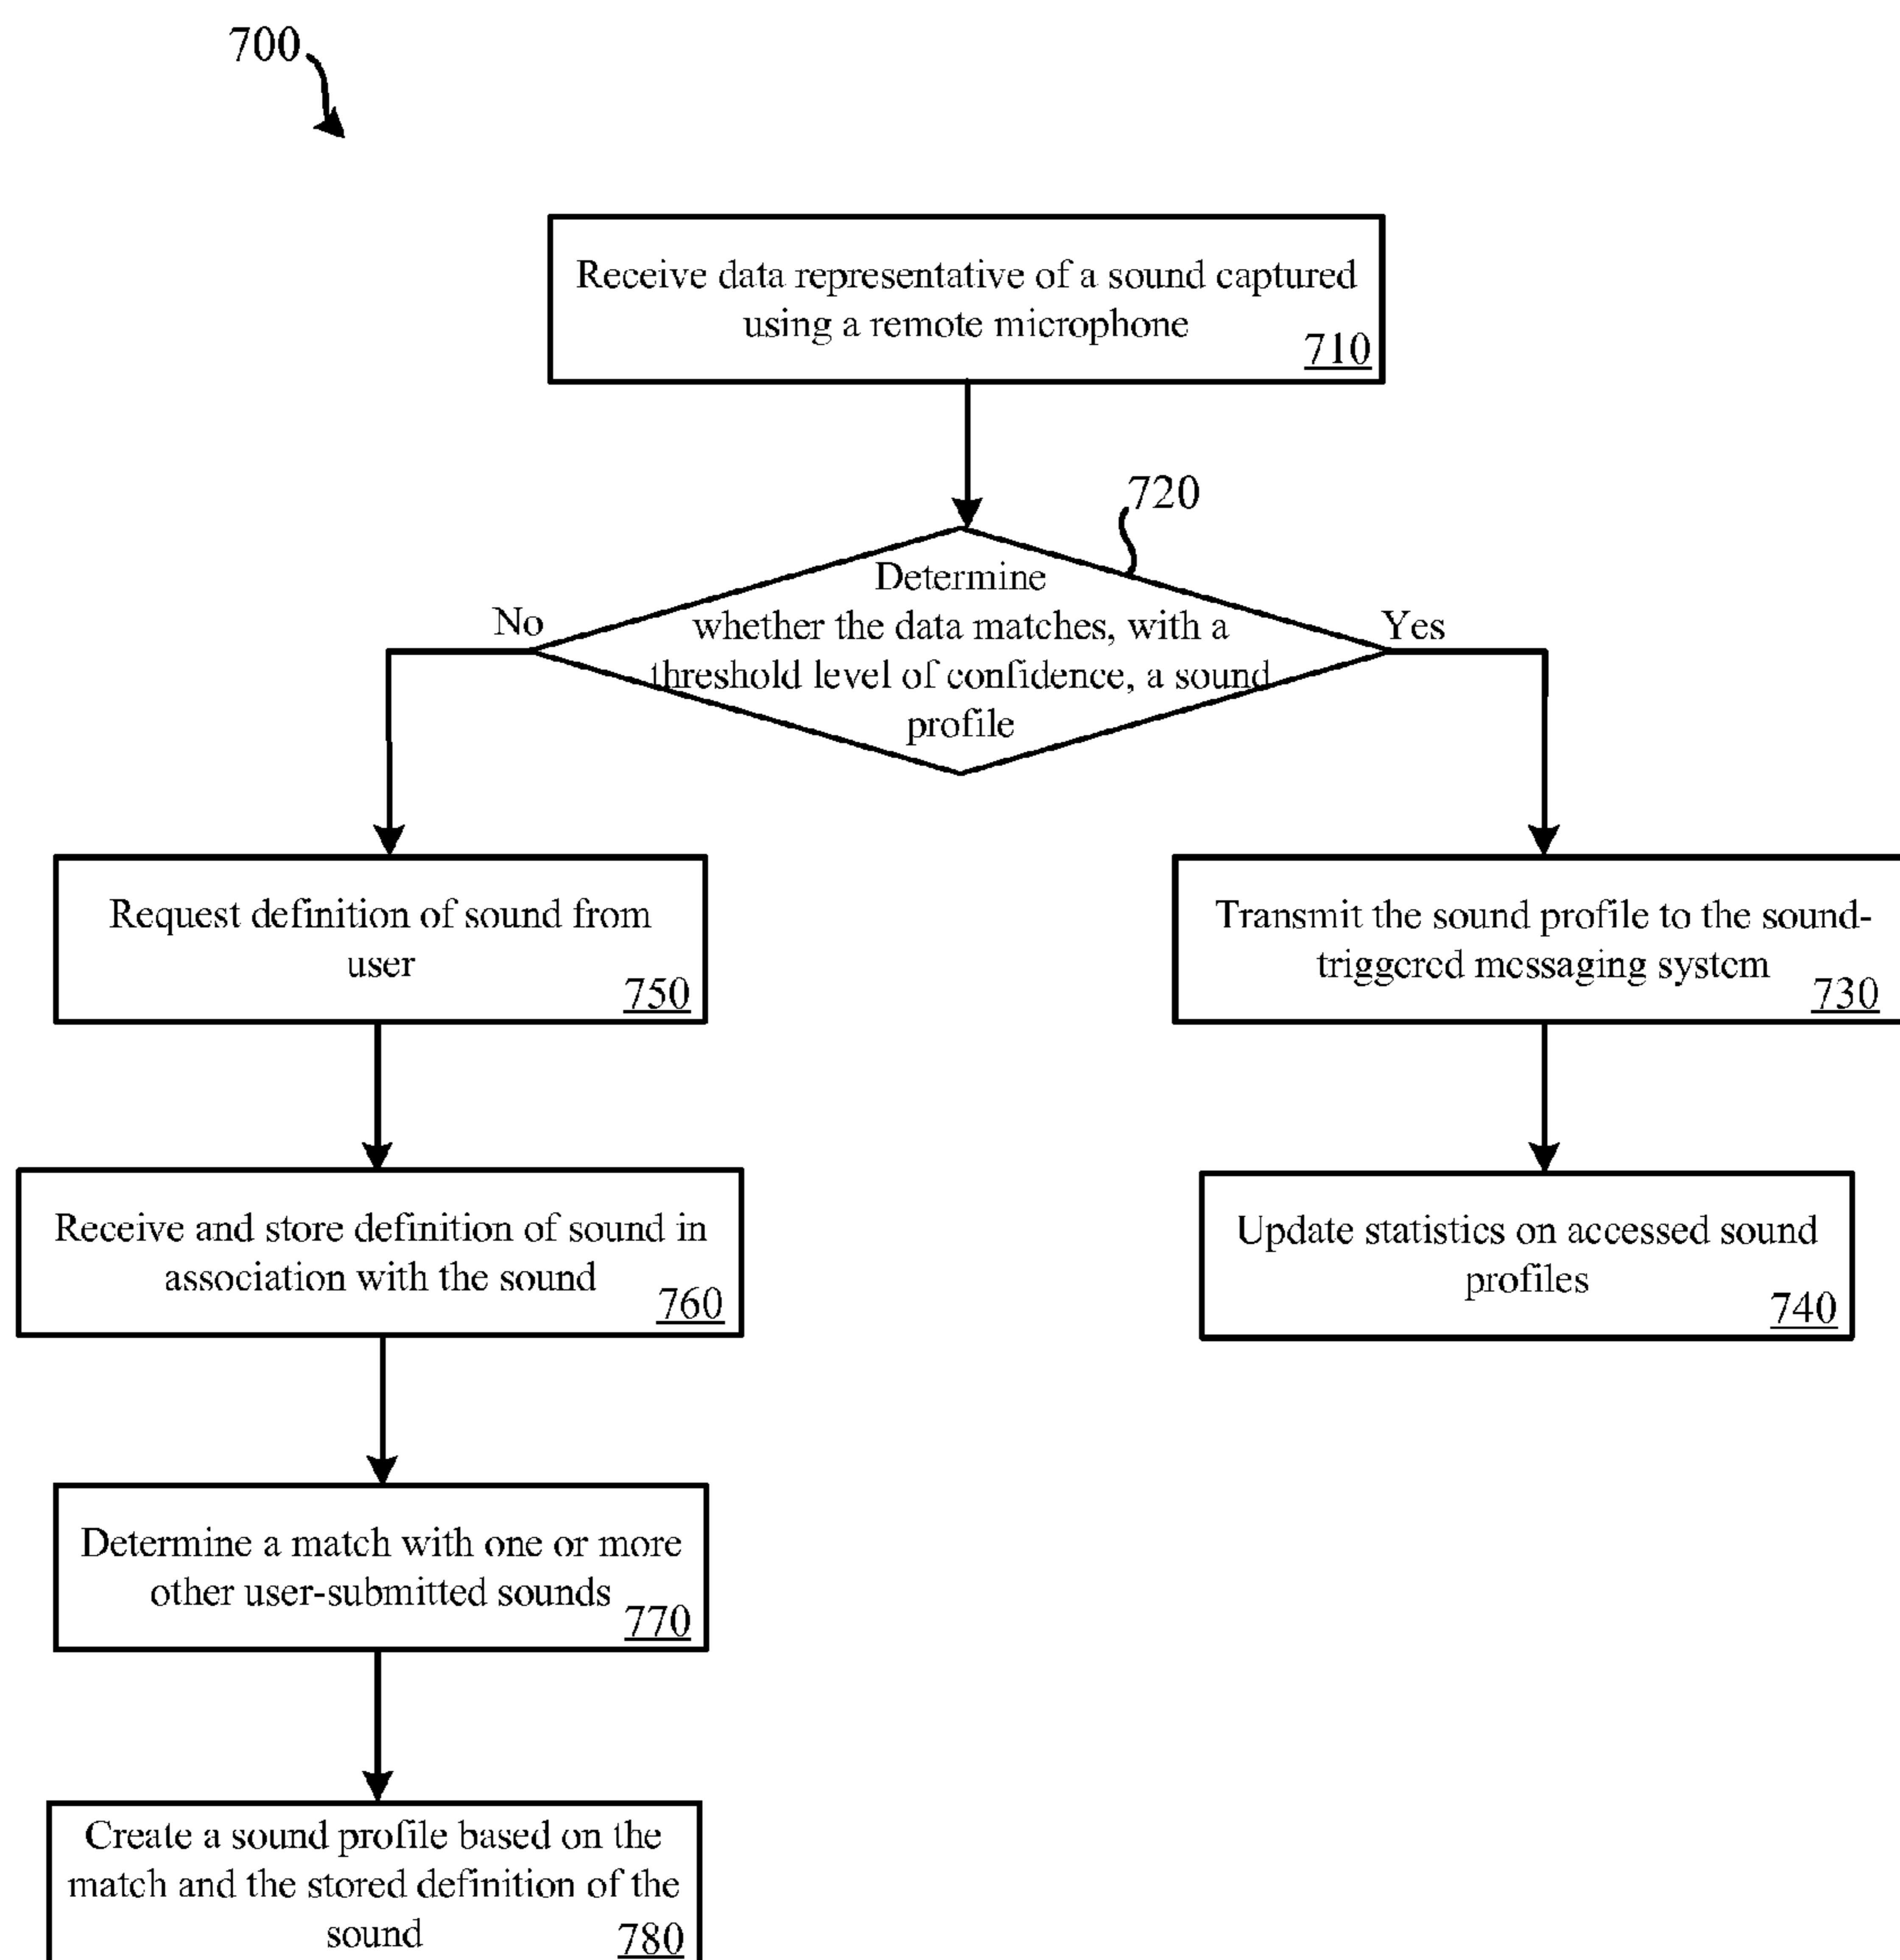 700
Receive data representative of a sound captured
using a remote microphone
710
720
Determine
whether the data matches, with a
threshold level of confidence, a sound
profile
No
Yes
Request definition of sound from
user
750
Transmit the sound profile to the sound-
triggered messaging system
730
Receive and store definition of sound in
association with the sound
760
Update statistics on accessed sound
profiles
740
Determine a match with one or more
other user-submitted sounds
770
Create a sound profile based on the
match and the stored definition of the
sound
780